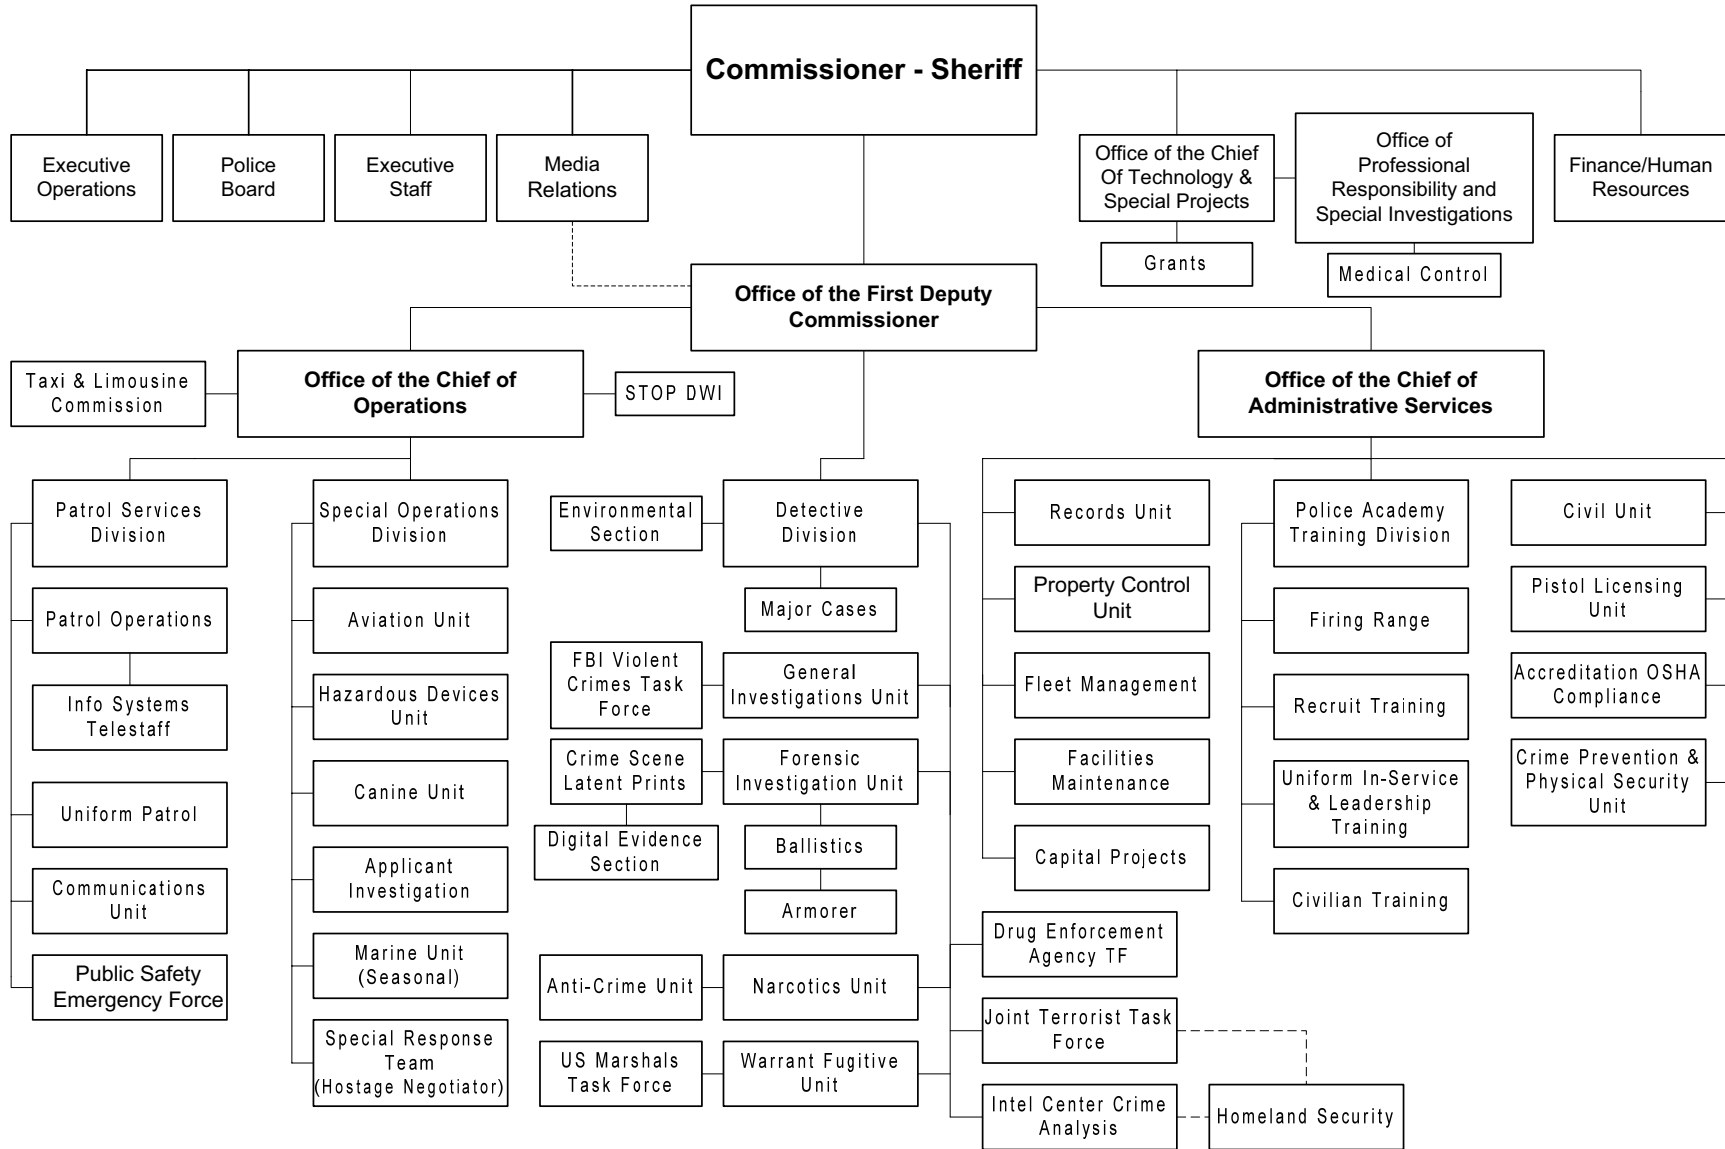 Commissioner - Sheriff
Executive
Operations
Police
Board
Executive
Staff
Media
Relations
Office of the Chief
Of Technology &
Special Projects
Office of
Professional
Responsibility and
Special Investigations
Finance/Human
Resources
Grants
Medical Control
Office of the First Deputy
Commissioner
Taxi & Limousine
Commission
Office of the Chief of
Operations
STOP DWI
Office of the Chief of
Administrative Services
Patrol Services
Division
Patrol Operations
Info Systems
Telestaff
Uniform Patrol
Communications
Unit
Public Safety
Emergency Force
Special Operations
Division
Aviation Unit
Hazardous Devices
Unit
Canine Unit
Applicant
Investigation
Marine Unit
(Seasonal)
Special Response
Team
(Hostage Negotiator)
Environmental
Section
Detective
Division
Major Cases
FBI Violent
Crimes Task
Force
General
Investigations Unit
Crime Scene
Latent Prints
Forensic
Investigation Unit
Digital Evidence
Section
Ballistics
Armorer
Anti-Crime Unit
Narcotics Unit
US Marshals
Task Force
Warrant Fugitive
Unit
Drug Enforcement
Agency TF
Joint Terrorist Task
Force
Intel Center Crime
Analysis
Homeland Security
Records Unit
Property Control
Unit
Fleet Management
Facilities
Maintenance
Capital Projects
Police Academy
Training Division
Firing Range
Recruit Training
Uniform In-Service
& Leadership
Training
Civilian Training
Civil Unit
Pistol Licensing
Unit
Accreditation OSHA
Compliance
Crime Prevention &
Physical Security
Unit